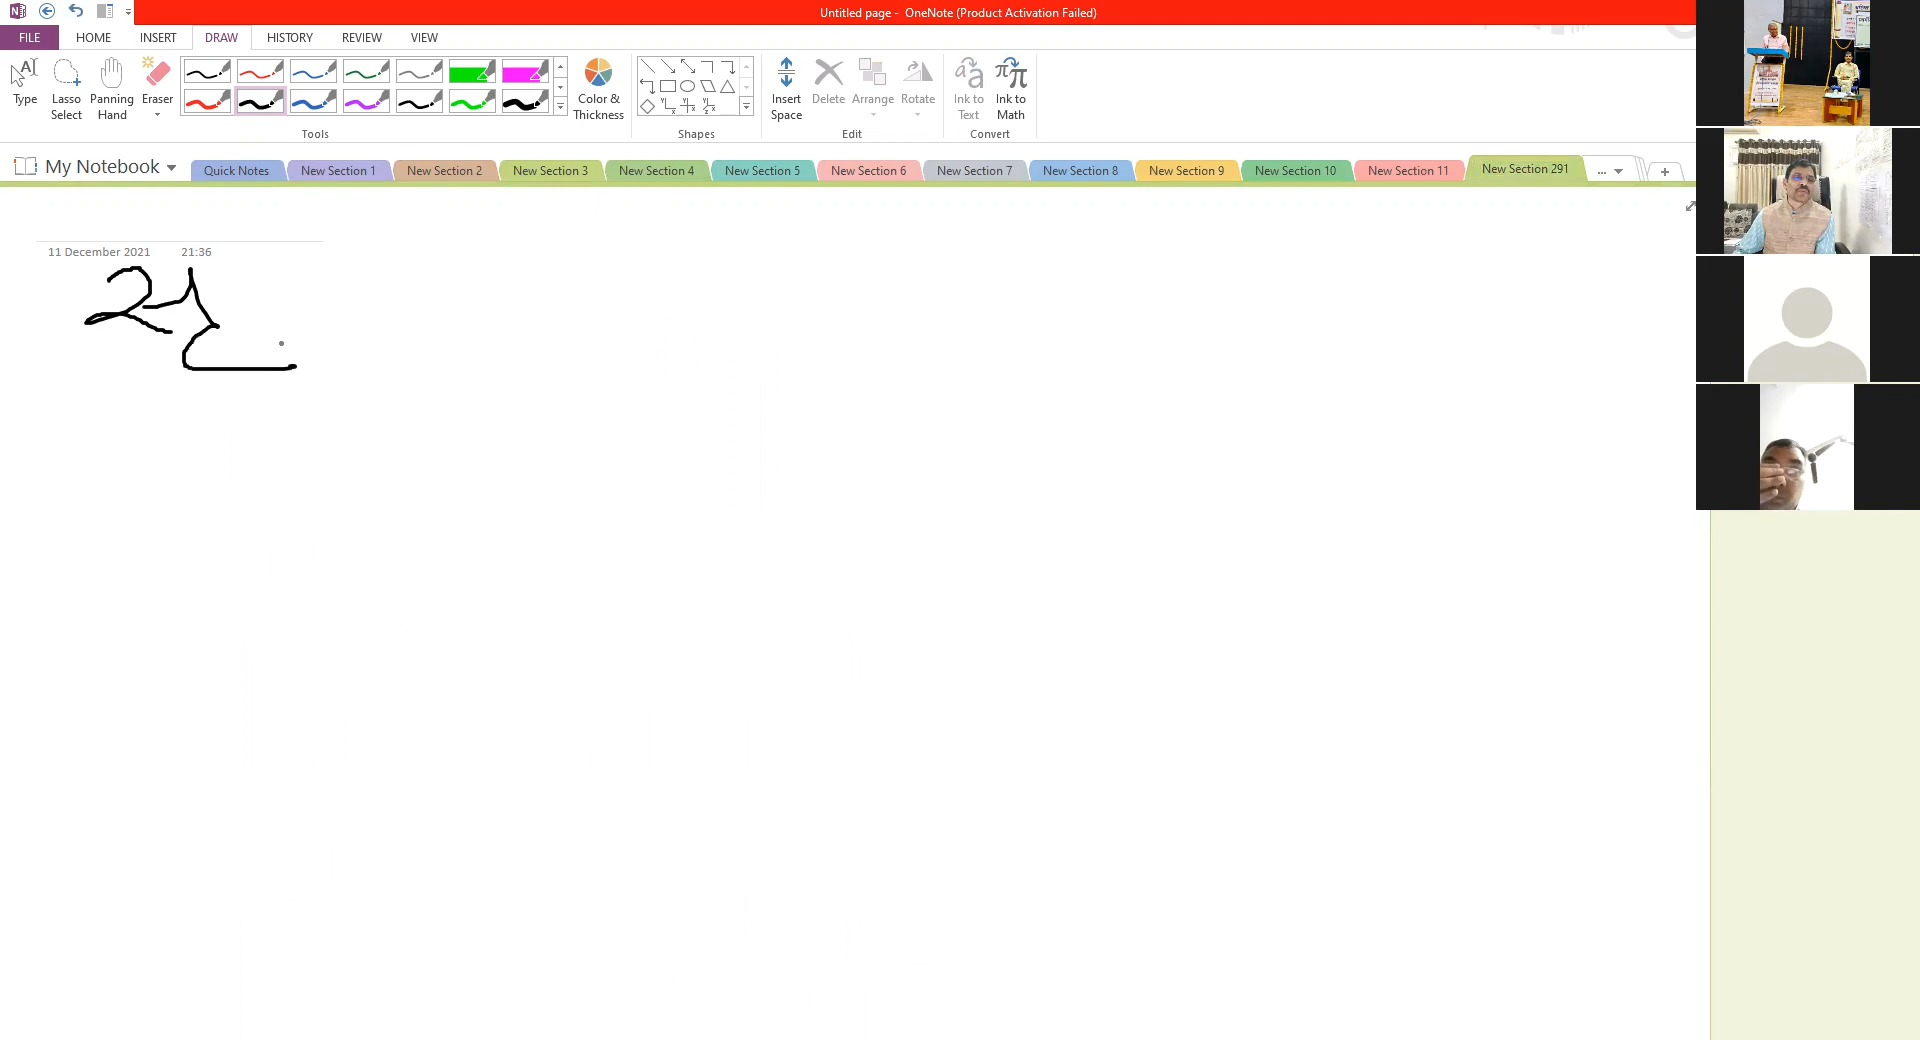 Untitled page - OneNote (Product Activation Failed)
FILE HOME INSERT DRAW HISTORY REVIEW VIEW
Type
Lasso Select
Panning Hand
Eraser
Color & Thickness
Insert Space
Delete
Arrange
Rotate
Ink to Text
Ink to Math
Tools Shapes Edit Convert
My Notebook Quick Notes New Section 1 New Section 2 New Section 3 New Section 4 New Section 5 New Section 6 New Section 7 New Section 8 New Section 9 New Section 10 New Section 11 New Section 291 ...
11 December 2021 21:36